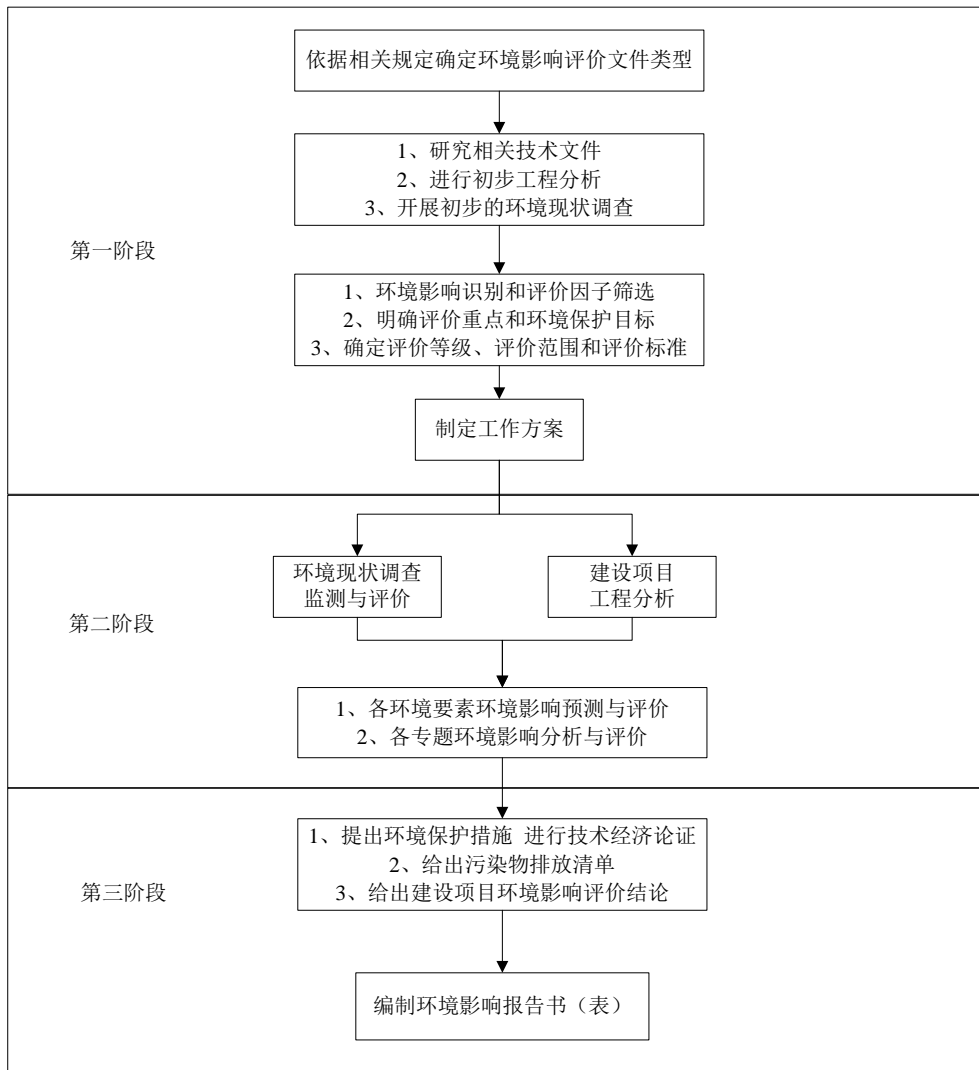 依据相关规定确定环境影响评价文件类型
1、研究相关技术文件
2、进行初步工程分析
3、开展初步的环境现状调查
第一阶段
1、环境影响识别和评价因子筛选
2、明确评价重点和环境保护目标
3、确定评价等级、评价范围和评价标准
制定工作方案
环境现状调查
监测与评价
建设项目
工程分析
第二阶段
1、各环境要素环境影响预测与评价
2、各专题环境影响分析与评价
1、提出环境保护措施 进行技术经济论证
2、给出污染物排放清单
3、给出建设项目环境影响评价结论
第三阶段
编制环境影响报告书（表）